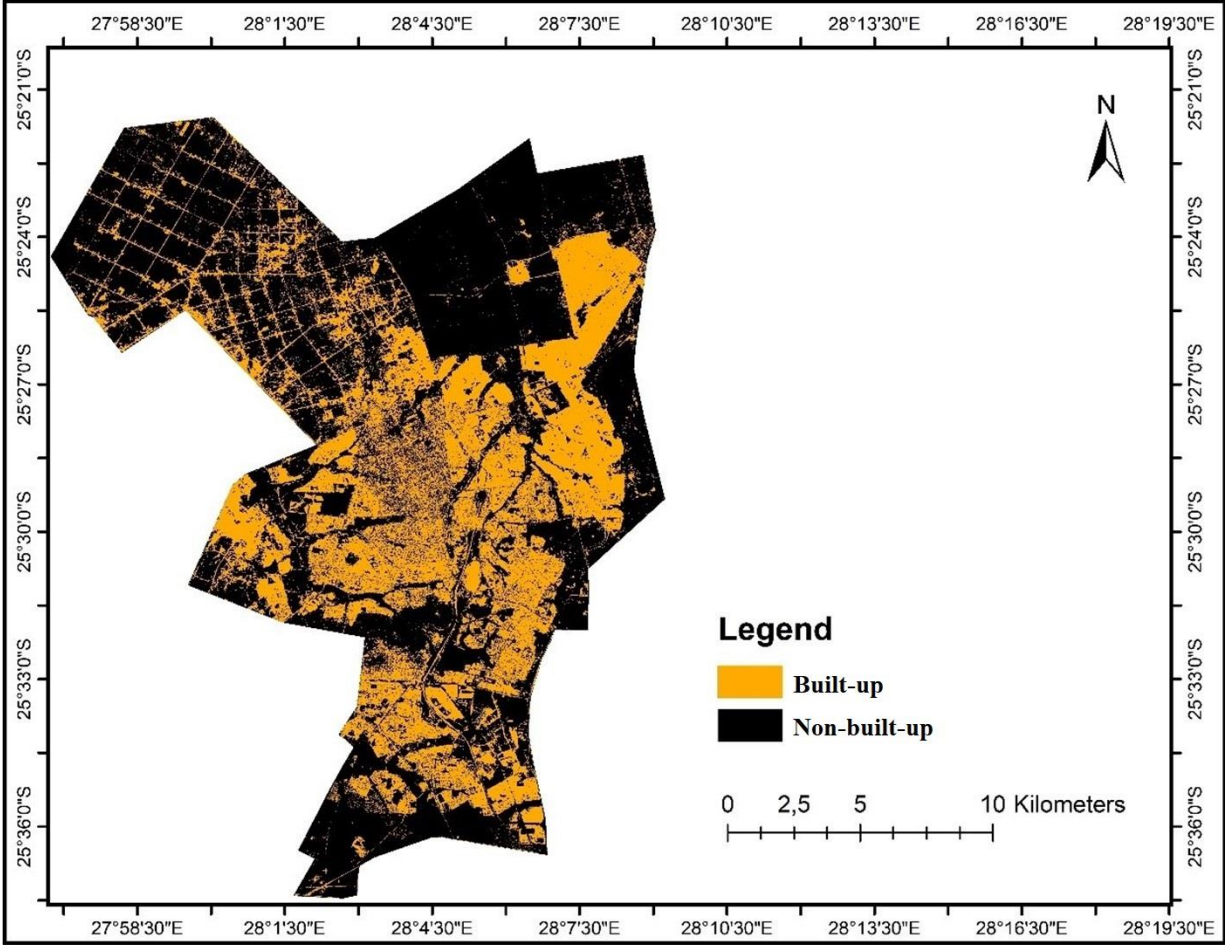 27°58'30"E 28°1'30"E 28°4'30"E 28°7'30"E 28°10'30"E 28°13'30"E 28°16'30"E 28°19'30"E
25°21'0"S 25°21'0"S
N
25°24'0"S 25°24'0"S
25°27'0"S 25°27'0"S
25°30'0"S 25°30'0"S
Legend
25°33'0"S 25°33'0"S
Built-up
Non-built-up
0 2,5 5 10 Kilometers
25°36'0"S 25°36'0"S
27°58'30"E 28°1'30"E 28°4'30"E 28°7'30"E 28°10'30"E 28°13'30"E 28°16'30"E 28°19'30"E